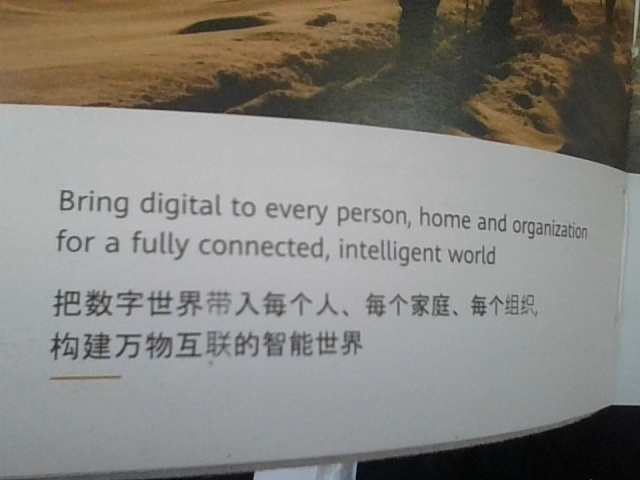 Bring digital to every person, home and organization
for a fully connected, intelligent world
把数字世界带入每个人、每个家庭、每个组织,
构建万物互联的智能世界